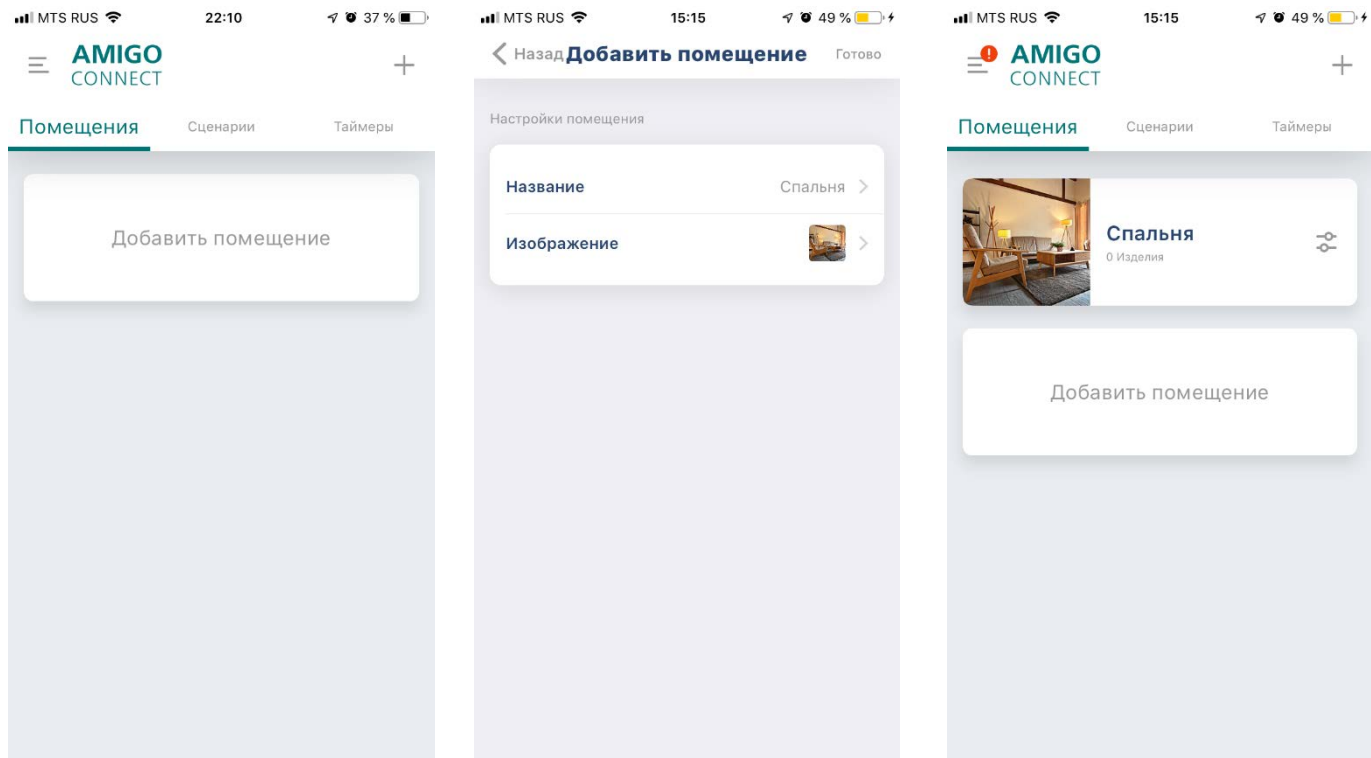 MTS RUS 22:10 37 %
AMIGO
CONNECT
Помещения Сценарии Таймеры
Добавить помещение
MTS RUS 15:15 49 %
Назад Добавить помещение Готово
Настройки помещения
Название Спальня
Изображение
MTS RUS 15:15 49 %
!
AMIGO
CONNECT
Помещения Сценарии Таймеры
Спальня
0 Изделия
Добавить помещение